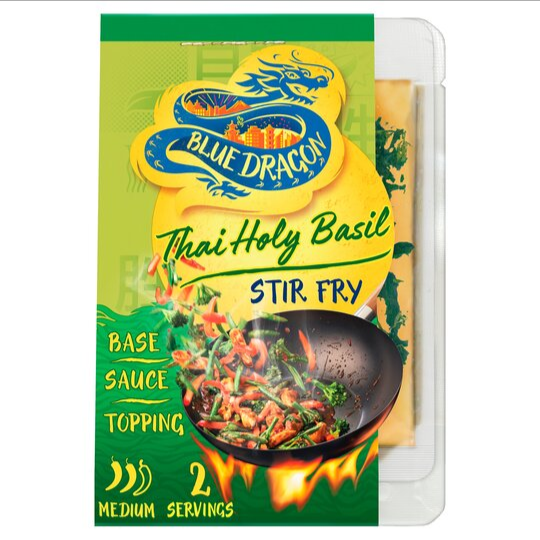 BLUE DRAGON
Thai Holy Basil
STIR FRY
BASE
SAUCE
TOPPING
2
MEDIUM SERVINGS